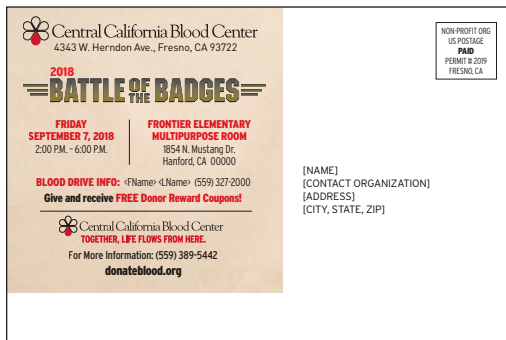 Central California Blood Center
4343 W. Herndon Ave., Fresno, CA 93722
2018
BATTLE OF THE BADGES
FRIDAY
SEPTEMBER 7, 2018
2:00 P.M. - 6:00 P.M.
FRONTIER ELEMENTARY
MULTIPURPOSE ROOM
1854 N. Mustang Dr.
Hanford, CA 00000
BLOOD DRIVE INFO: <FName> <LName> (559) 327-2000
Give and receive FREE Donor Reward Coupons!
Central California Blood Center
TOGETHER, LIFE FLOWS FROM HERE.
For More Information: (559) 389-5442
donateblood.org
NON-PROFIT ORG
US POSTAGE
PAID
PERMIT # 2019
FRESNO, CA
[NAME]
[CONTACT ORGANIZATION]
[ADDRESS]
[CITY, STATE, ZIP]